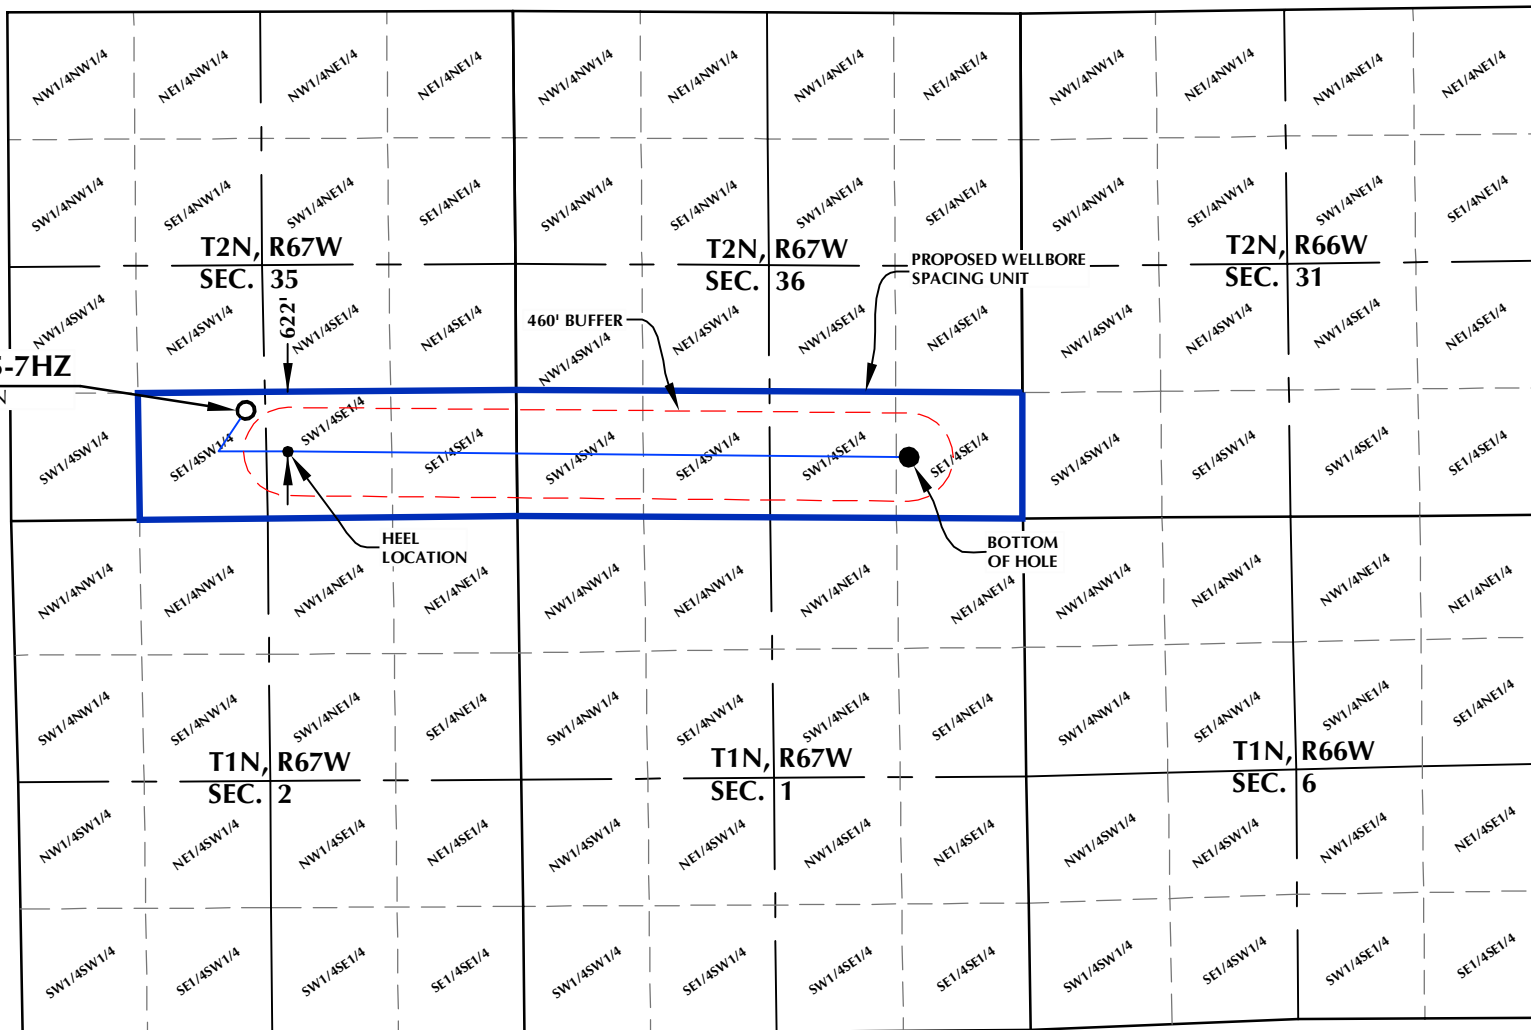 NW1/4NW1/4 NE1/4NW1/4 NW1/4NE1/4 NE1/4NE1/4 NW1/4NW1/4 NE1/4NW1/4 NW1/4NE1/4 NE1/4NE1/4 NW1/4NW1/4 NE1/4NW1/4 NW1/4NE1/4 NE1/4NE1/4
SW1/4NW1/4 SE1/4NW1/4 SW1/4NE1/4 SE1/4NE1/4 SW1/4NW1/4 SE1/4NW1/4 SW1/4NE1/4 SE1/4NE1/4 SW1/4NW1/4 SE1/4NW1/4 SW1/4NE1/4 SE1/4NE1/4
T2N, R67W
SEC. 35
T2N, R67W
SEC. 36
T2N, R66W
SEC. 31
PROPOSED WELLBORE
SPACING UNIT
622'
460' BUFFER
NW1/4SW1/4 NE1/4SW1/4 NW1/4SE1/4 NE1/4SE1/4 NW1/4SW1/4 NE1/4SW1/4 NW1/4SE1/4 NE1/4SE1/4 NW1/4SW1/4 NE1/4SW1/4 NW1/4SE1/4 NE1/4SE1/4
-7HZ
SW1/4SW1/4 SE1/4SW1/4 SW1/4SE1/4 SE1/4SE1/4 SW1/4SW1/4 SE1/4SW1/4 SW1/4SE1/4 SE1/4SE1/4 SW1/4SW1/4 SE1/4SW1/4 SW1/4SE1/4 SE1/4SE1/4
HEEL
LOCATION
BOTTOM
OF HOLE
NW1/4NW1/4 NE1/4NW1/4 NW1/4NE1/4 NE1/4NE1/4 NW1/4NW1/4 NE1/4NW1/4 NW1/4NE1/4 NE1/4NE1/4 NW1/4NW1/4 NE1/4NW1/4 NW1/4NE1/4 NE1/4NE1/4
SW1/4NW1/4 SE1/4NW1/4 SW1/4NE1/4 SE1/4NE1/4 SW1/4NW1/4 SE1/4NW1/4 SW1/4NE1/4 SE1/4NE1/4 SW1/4NW1/4 SE1/4NW1/4 SW1/4NE1/4 SE1/4NE1/4
T1N, R67W
SEC. 2
T1N, R67W
SEC. 1
T1N, R66W
SEC. 6
NW1/4SW1/4 NE1/4SW1/4 NW1/4SE1/4 NE1/4SE1/4 NW1/4SW1/4 NE1/4SW1/4 NW1/4SE1/4 NE1/4SE1/4 NW1/4SW1/4 NE1/4SW1/4 NW1/4SE1/4 NE1/4SE1/4
SW1/4SW1/4 SE1/4SW1/4 SW1/4SE1/4 SE1/4SE1/4 SW1/4SW1/4 SE1/4SW1/4 SW1/4SE1/4 SE1/4SE1/4 SW1/4SW1/4 SE1/4SW1/4 SW1/4SE1/4 SE1/4SE1/4